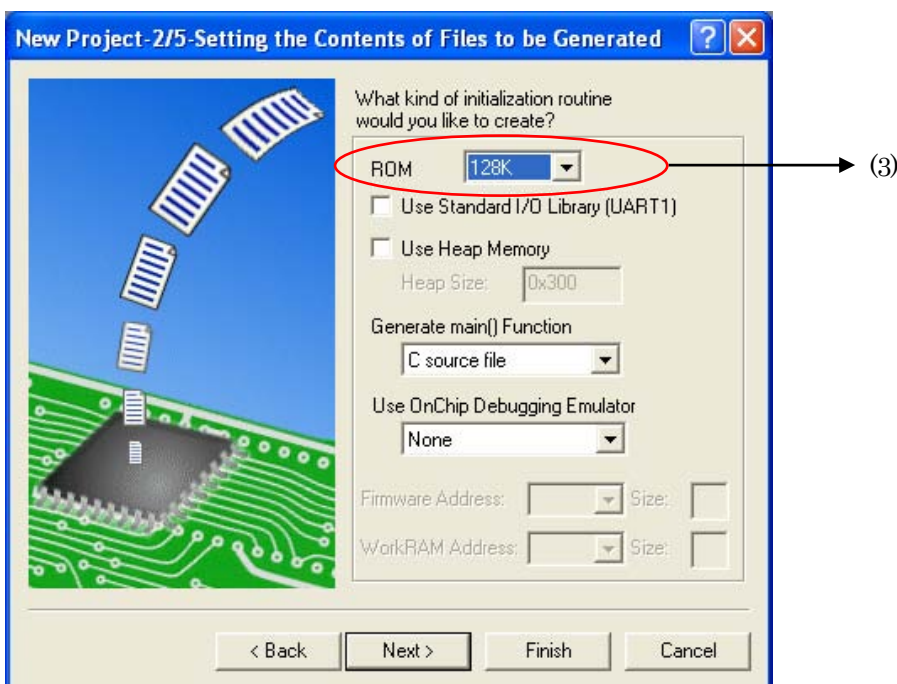 New Project-2/5-Setting the Contents of Files to be Generated
What kind of initialization routine
would you like to create?
ROM 128K
(3)
Use Standard I/O Library (UART1)
Use Heap Memory
Heap Size: 0x300
Generate main() Function
C source file
Use OnChip Debugging Emulator
None
Firmware Address: Size:
WorkRAM Address: Size:
< Back Next > Finish Cancel